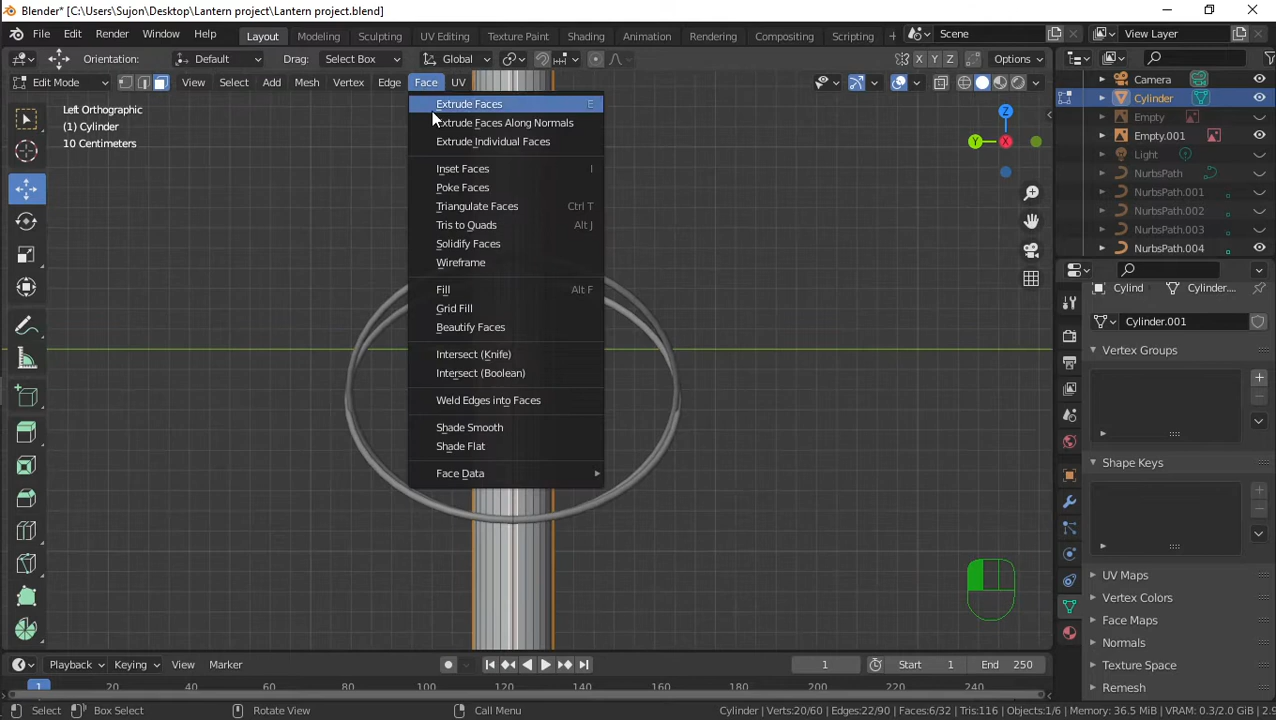 Blender* [C:\Users\Sujon\Desktop\Lantern project\Lantern project.blend]
File Edit Render Window Help Layout Modeling Sculpting UV Editing Texture Paint Shading Animation Rendering Compositing Scripting Scene View Layer
Orientation: Default Drag: Select Box Global X Y Z Options
Edit Mode View Select Add Mesh Vertex Edge Face UV
Left Orthographic
(1) Cylinder
10 Centimeters
Extrude Faces E
Extrude Faces Along Normals
Extrude Individual Faces
Inset Faces I
Poke Faces
Triangulate Faces Ctrl T
Tris to Quads Alt J
Solidify Faces
Wireframe
Fill Alt F
Grid Fill
Beautify Faces
Intersect (Knife)
Intersect (Boolean)
Weld Edges into Faces
Shade Smooth
Shade Flat
Face Data
Z
Y X
Camera
Cylinder
Empty
Empty.001
Light
NurbsPath
NurbsPath.001
NurbsPath.002
NurbsPath.003
NurbsPath.004
Cylind Cylinder....
Cylinder.001
Vertex Groups
Shape Keys
UV Maps
Vertex Colors
Face Maps
Normals
Texture Space
Remesh
Playback Keying View Marker 1 Start 1 End 250
1 20 40 60 80 100 120 140 160 180 200 220 240
Select Box Select Rotate View Call Menu Cylinder | Verts:20/60 | Edges:22/90 | Faces:6/32 | Tris:116 | Objects:1/6 | Memory: 36.5 MiB | VRAM: 0.3/2.0 GiB | 2.9